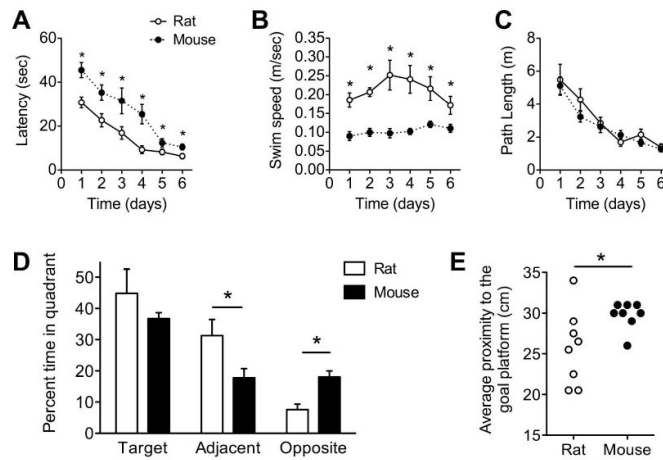 A
Rat
Mouse
Latency (sec)
60
40
20
0
0 1 2 3 4 5 6
Time (days)
* * * * * *
B
Swim speed (m/sec)
0.35
0.30
0.25
0.20
0.15
0.10
0.05
0.00
0 1 2 3 4 5 6
Time (days)
* * * * * *
C
Path Length (m)
8
6
4
2
0
0 1 2 3 4 5 6
Time (days)
D
Rat
Mouse
Percent time in quadrant
50
40
30
20
10
0
*
*
Target Adjacent Opposite
E
*
Average proximity to the
goal platform (cm)
35
30
25
20
15
Rat Mouse